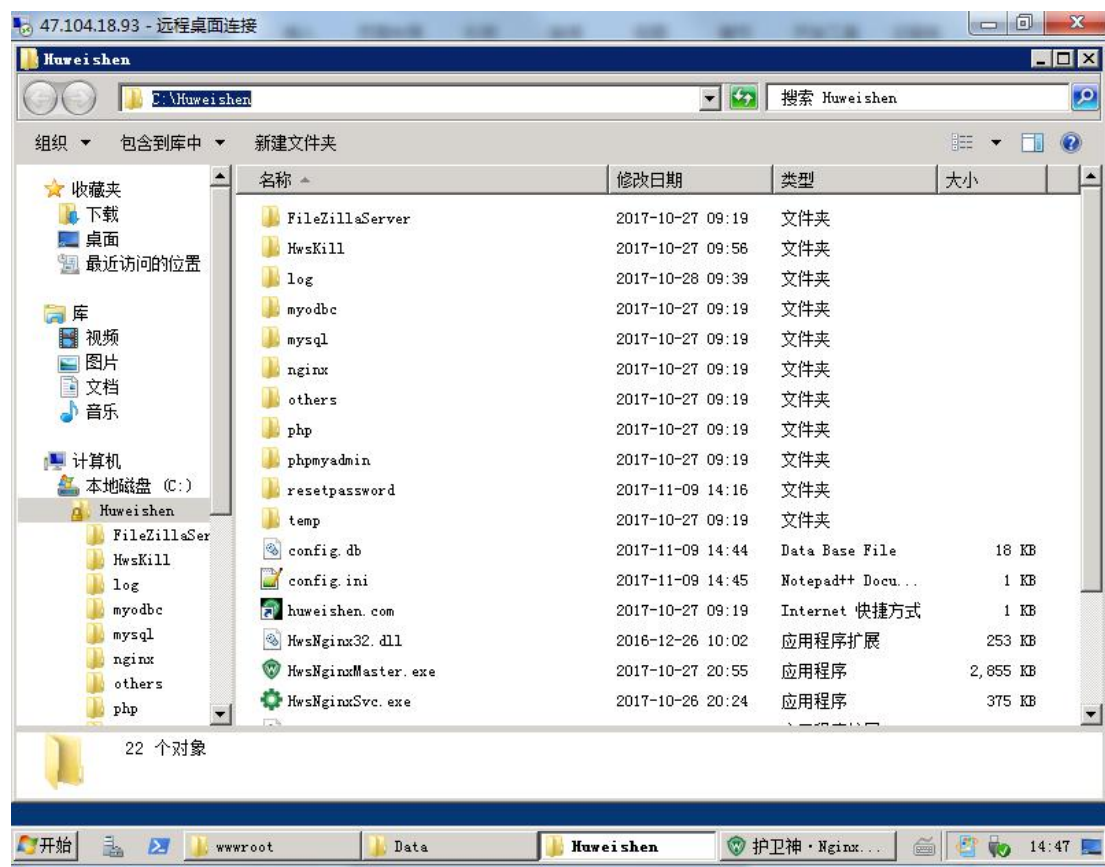 47.104.18.93 - 远程桌面连接
Huweishen
C:\Huweishen
搜索 Huweishen
组织 包含到库中 新建文件夹
名称 修改日期 类型 大小
收藏夹
下载
桌面
最近访问的位置
库
视频
图片
文档
音乐
计算机
本地磁盘 (C:)
Huweishen
FileZillaSer
HwsKill
log
myodbc
mysql
nginx
others
php
FileZillaServer 2017-10-27 09:19 文件夹
HwsKill 2017-10-27 09:56 文件夹
log 2017-10-28 09:39 文件夹
myodbc 2017-10-27 09:19 文件夹
mysql 2017-10-27 09:19 文件夹
nginx 2017-10-27 09:19 文件夹
others 2017-10-27 09:19 文件夹
php 2017-10-27 09:19 文件夹
phpmyadmin 2017-10-27 09:19 文件夹
resetpassword 2017-11-09 14:16 文件夹
temp 2017-10-27 09:19 文件夹
config.db 2017-11-09 14:44 Data Base File 18 KB
config.ini 2017-11-09 14:45 Notepad++ Docu... 1 KB
huweishen.com 2017-10-27 09:19 Internet 快捷方式 1 KB
HwsNginx32.dll 2016-12-26 10:02 应用程序扩展 253 KB
HwsNginxMaster.exe 2017-10-27 20:55 应用程序 2,855 KB
HwsNginxSvc.exe 2017-10-26 20:24 应用程序 375 KB
22 个对象
开始 wwwroot Data Huweishen 护卫神·Nginx... 14:47